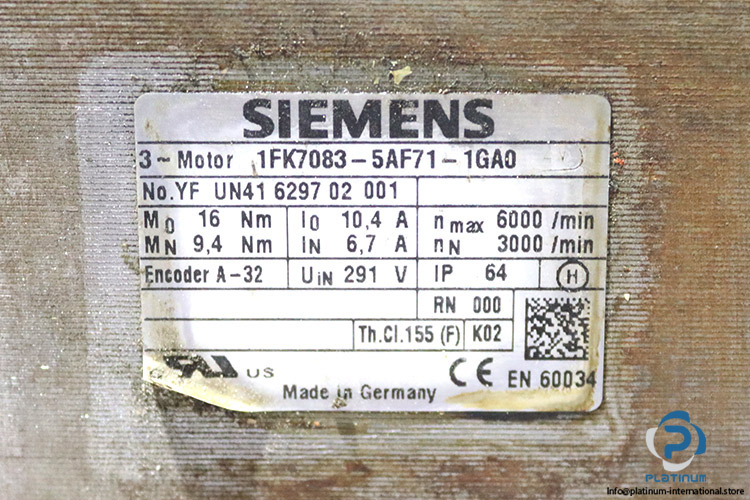 SIEMENS
3~Motor 1FK7083-5AF71-1GA0
No.YF UN41 6297 02 001
M0 16 Nm I0 10,4 A n max 6000 /min
MN 9,4 Nm IN 6,7 A nN 3000 /min
Encoder A-32 UiN 291 V IP 64 H
RN 000
Th.Cl.155 (F) K02
C US CE EN 60034
Made in Germany
PLATINUM
Info@platinum-international.store